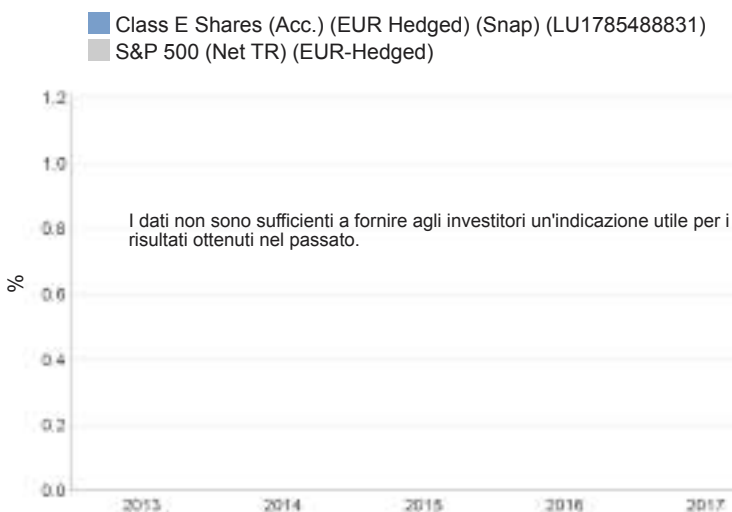 Class E Shares (Acc.) (EUR Hedged) (Snap) (LU1785488831)
S&P 500 (Net TR) (EUR-Hedged)
1.2
1.0
0.8
I dati non sono sufficienti a fornire agli investitori un'indicazione utile per i
risultati ottenuti nel passato.
%
0.6
0.4
0.2
0.0
2013 2014 2015 2016 2017